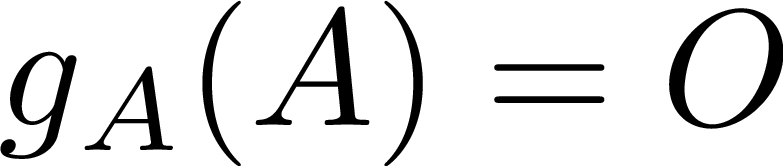 g_A(A) = O